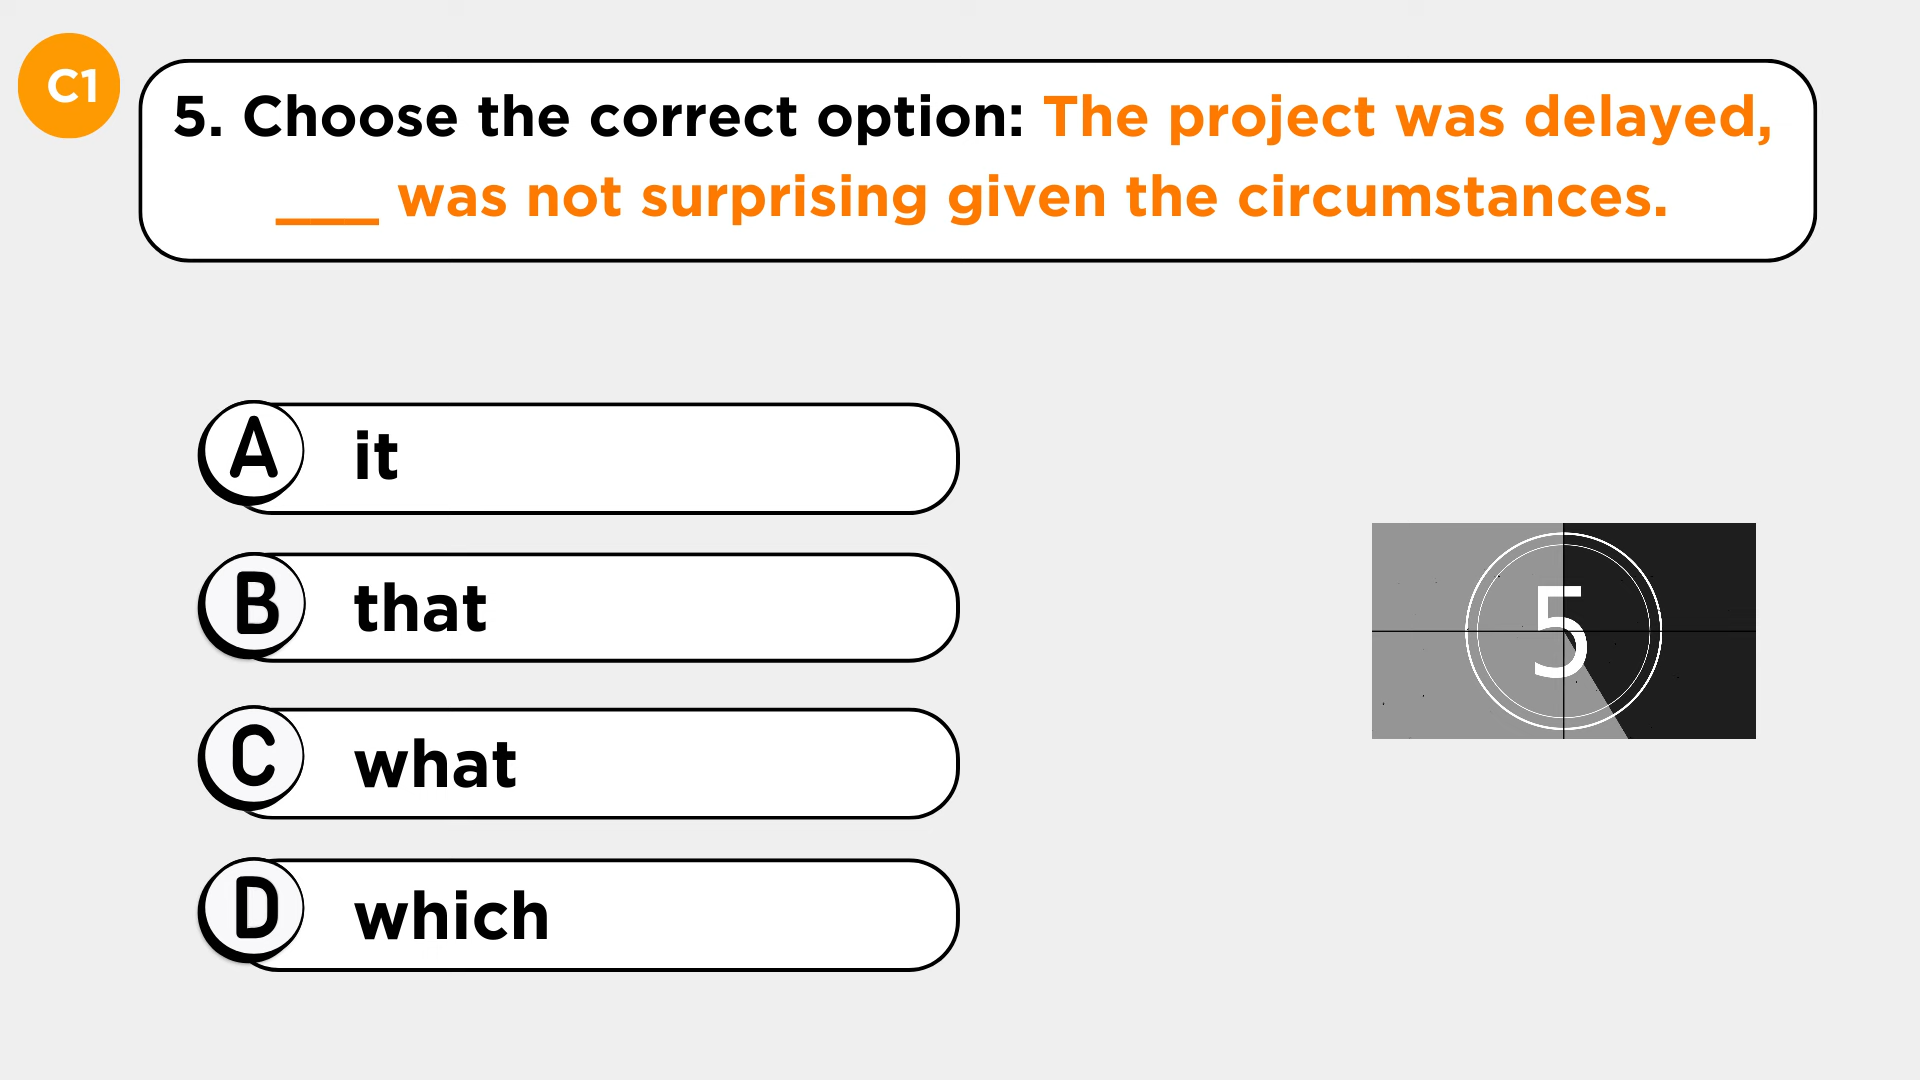 C1
5. Choose the correct option: The project was delayed,
___ was not surprising given the circumstances.
A it
B that
C what
D which
5